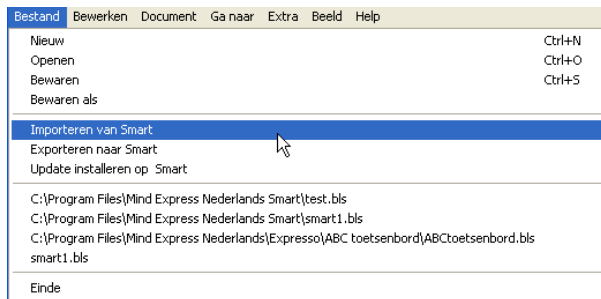 Bestand Bewerken Document Ga naar Extra Beeld Help
Nieuw Ctrl+N
Openen Ctrl+O
Bewaren Ctrl+S
Bewaren als
Importeren van Smart
Exporteren naar Smart
Update installeren op Smart
C:\Program Files\Mind Express Nederlands Smart\test.bls
C:\Program Files\Mind Express Nederlands Smart\smart1.bls
C:\Program Files\Mind Express Nederlands\Expresso\ABC toetsenbord\ABCtoetsenbord.bls
smart1.bls
Einde